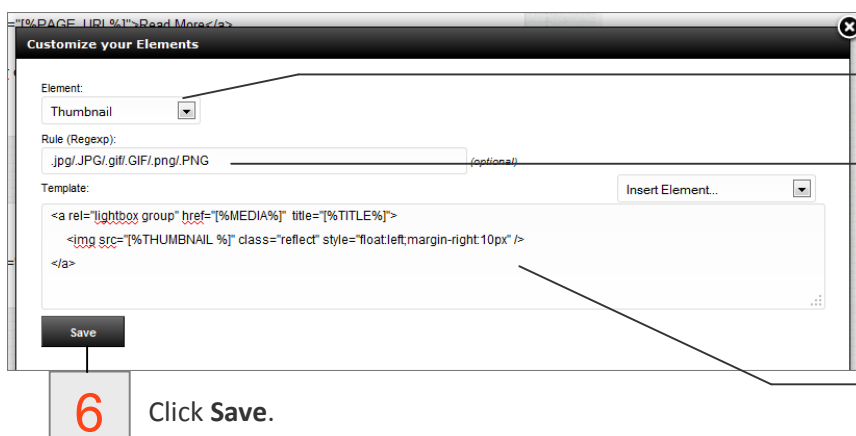 ="[%PAGE_URL%]">Read More</a>
Customize your Elements
Element:
Thumbnail
Rule (Regexp):
.jpg/.JPG/.gif/.GIF/.png/.PNG
(optional)
Template:
Insert Element...
<a rel="lightbox group" href="[%MEDIA%]" title="[%TITLE%]">
<img src="[%THUMBNAIL %]" class="reflect" style="float:left;margin-right:10px" />
</a>
Save
6 Click Save.